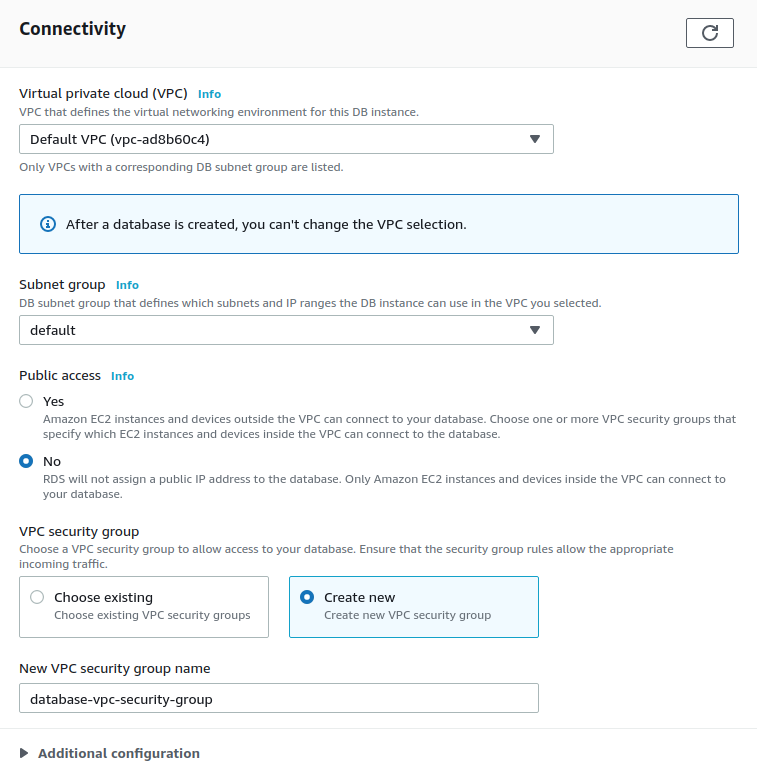 Connectivity
Virtual private cloud (VPC) Info
VPC that defines the virtual networking environment for this DB instance.
Default VPC (vpc-ad8b60c4)
Only VPCs with a corresponding DB subnet group are listed.
After a database is created, you can't change the VPC selection.
Subnet group Info
DB subnet group that defines which subnets and IP ranges the DB instance can use in the VPC you selected.
default
Public access Info
Yes
Amazon EC2 instances and devices outside the VPC can connect to your database. Choose one or more VPC security groups that
specify which EC2 instances and devices inside the VPC can connect to the database.
No
RDS will not assign a public IP address to the database. Only Amazon EC2 instances and devices inside the VPC can connect to
your database.
VPC security group
Choose a VPC security group to allow access to your database. Ensure that the security group rules allow the appropriate
incoming traffic.
Choose existing
Choose existing VPC security groups
Create new
Create new VPC security group
New VPC security group name
database-vpc-security-group
Additional configuration